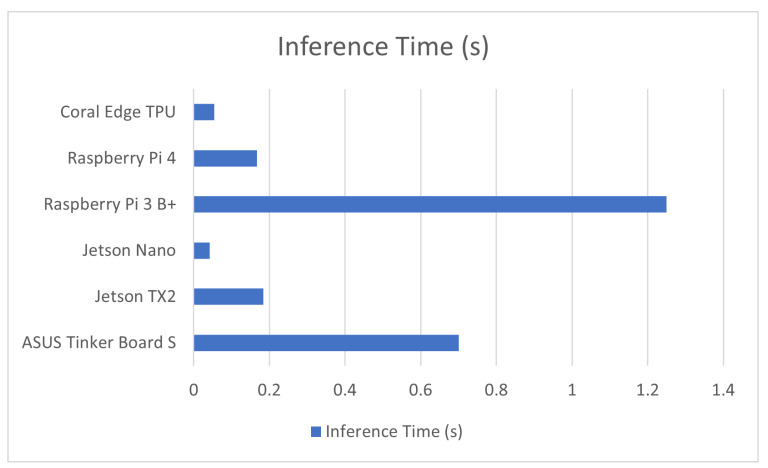 Inference Time (s)
Coral Edge TPU
Raspberry Pi 4
Raspberry Pi 3 B+
Jetson Nano
Jetson TX2
ASUS Tinker Board S
0 0.2 0.4 0.6 0.8 1 1.2 1.4
Inference Time (s)